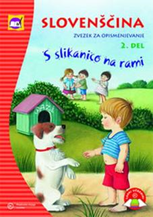 SLOVENŠČINA
ZVEZEK ZA OPISMENJEVANJE
2. DEL
S slikanico na rami